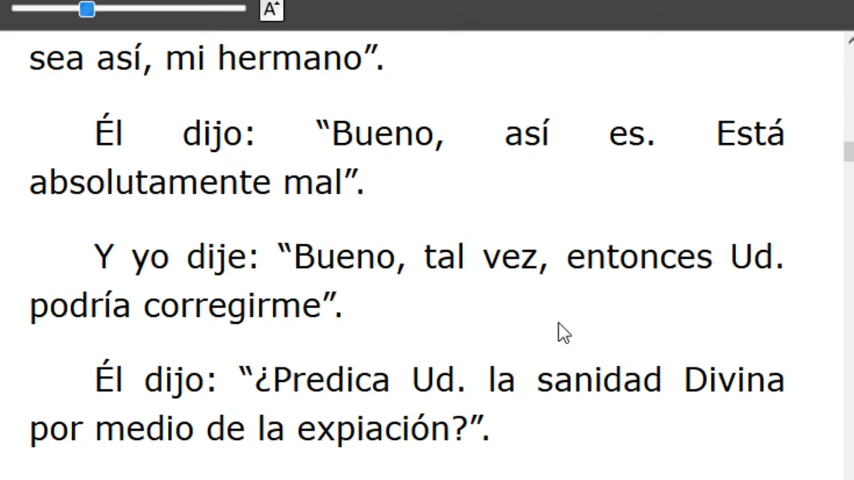 A
sea así, mi hermano”.
Él dijo: “Bueno, así es. Está
absolutamente mal”.
Y yo dije: “Bueno, tal vez, entonces Ud.
podría corregirme”.
Él dijo: “¿Predica Ud. la sanidad Divina
por medio de la expiación?”.